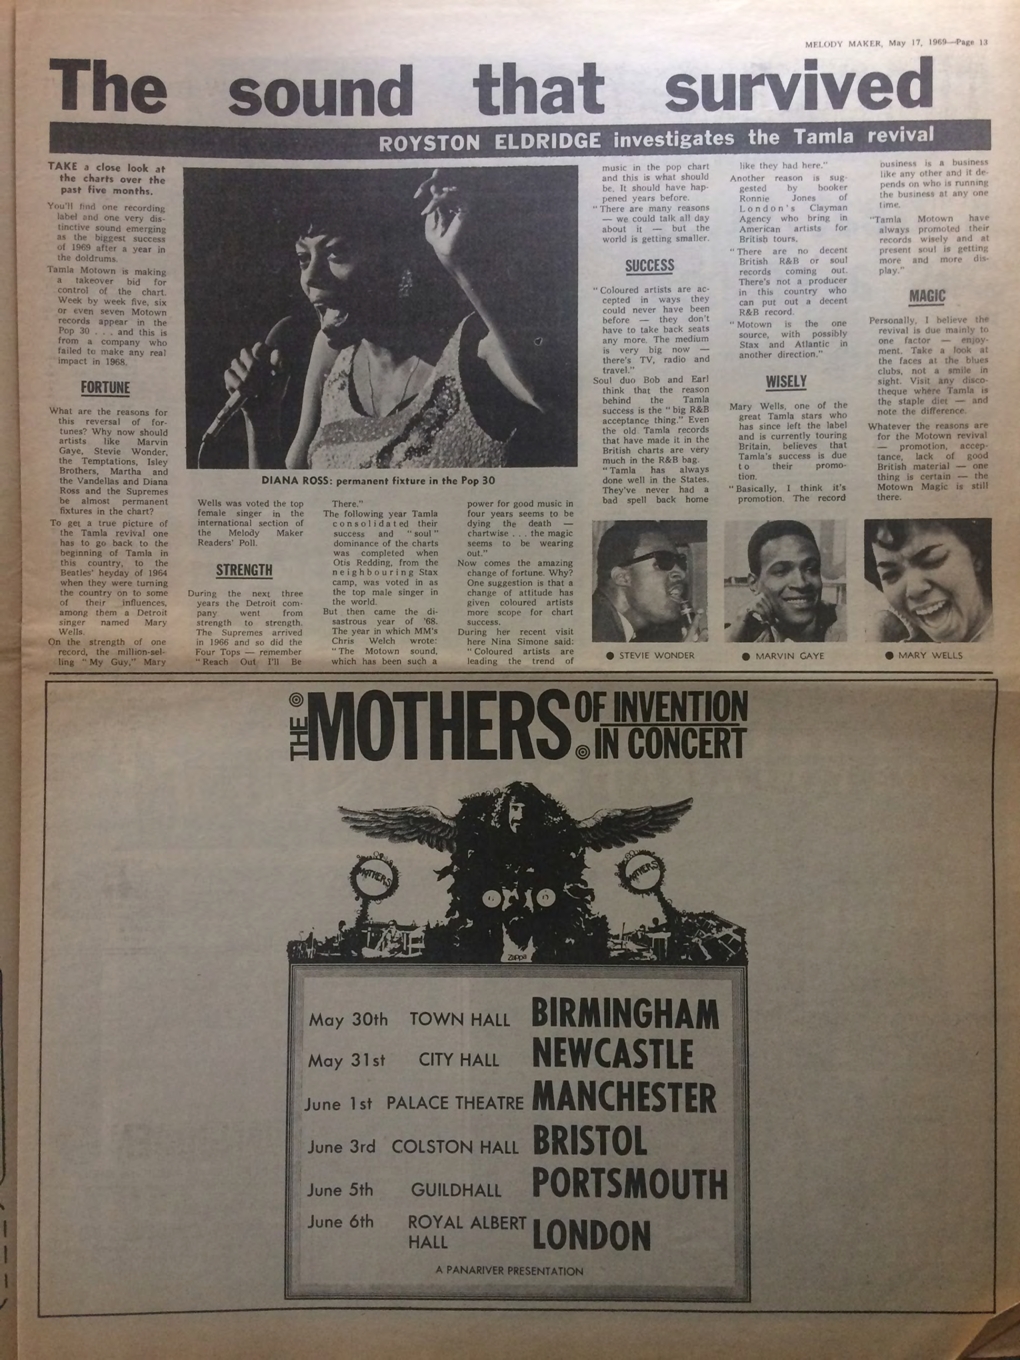 MELODY MAKER, May 17, 1969—Page 13
The sound that survived
ROYSTON ELDRIDGE investigates the Tamla revival
TAKE a close look at
the charts over the
past five months.
You'll find one recording
label and one very dis-
tinctive sound emerging
as the biggest success
of 1969 after a year in
the doldrums.
Tamla Motown is making
a takeover bid for
control of the chart.
Week by week five, six
or even seven Motown
records appear in the
Pop 30 . . . and this is
from a company who
failed to make any real
impact in 1968.
FORTUNE
What are the reasons for
this reversal of for-
tunes? Why now should
artists like Marvin
Gaye, Stevie Wonder,
the Temptations, Isley
Brothers, Martha and
the Vandellas and Diana
Ross and the Supremes
be almost permanent
fixtures in the chart?
To get a true picture of
the Tamla revival one
has to go back to the
beginning of Tamla in
this country, to the
Beatles' heyday of 1964
when they were turning
the country on to some
of their influences,
among them a Detroit
singer named Mary
Wells.
On the strength of one
record, the million-sel-
ling "My Guy," Mary
DIANA ROSS: permanent fixture in the Pop 30
Wells was voted the top
female singer in the
international section of
the Melody Maker
Readers' Poll.
STRENGTH
During the next three
years the Detroit com-
pany went from
strength to strength.
The Supremes arrived
in 1966 and so did the
Four Tops — remember
"Reach Out I'll Be
There."
The following year Tamla
consolidated their
success and "soul"
dominance of the charts
was completed when
Otis Redding, from the
neighbouring Stax
camp, was voted in as
the top male singer in
the world.
But then came the di-
sastrous year of '68.
The year in which MM's
Chris Welch wrote:
"The Motown sound,
which has been such a
power for good music in
four years seems to be
dying the death —
chartwise . . . the magic
seems to be wearing
out."
Now comes the amazing
change of fortune. Why?
One suggestion is that a
change of attitude has
given coloured artists
more scope for chart
success.
During her recent visit
here Nina Simone said:
"Coloured artists are
leading the trend of
music in the pop chart
and this is what should
be. It should have hap-
pened years before.
"There are many reasons
— we could talk all day
about it — but the
world is getting smaller.
SUCCESS
"Coloured artists are ac-
cepted in ways they
could never have been
before — they don't
have to take back seats
any more. The medium
is very big now —
there's TV, radio and
travel."
Soul duo Bob and Earl
think that the reason
behind the Tamla
success is the "big R&B
acceptance thing." Even
the old Tamla records
that have made it in the
British charts are very
much in the R&B bag.
"Tamla has always
done well in the States.
They've never had a
bad spell back home
like they had here."
Another reason is sug-
gested by booker
Ronnie Jones of
London's Clayman
Agency who bring in
American artists for
British tours.
"There are no decent
British R&B or soul
records coming out.
There's not a producer
in this country who
can put out a decent
R&B record.
"Motown is the one
source, with possibly
Stax and Atlantic in
another direction."
WISELY
Mary Wells, one of the
great Tamla stars who
has since left the label
and is currently touring
Britain, believes that
Tamla's success is due
to their promo-
tion.
"Basically, I think it's
promotion. The record
business is a business
like any other and it de-
pends on who is running
the business at any one
time.
"Tamla Motown have
always promoted their
records wisely and at
present soul is getting
more and more dis-
play."
MAGIC
Personally, I believe the
revival is due mainly to
one factor — enjoy-
ment. Take a look at
the faces at the blues
clubs, not a smile in
sight. Visit any disco-
theque where Tamla is
the staple diet — and
note the difference.
Whatever the reasons are
for the Motown revival
— promotion, accep-
tance, lack of good
British material — one
thing is certain — the
Motown Magic is still
there.
● STEVIE WONDER
● MARVIN GAYE
● MARY WELLS
THE MOTHERS OF INVENTION
IN CONCERT
MOTHERS
MOTHERS
Zappa
May 30th TOWN HALL BIRMINGHAM
May 31st CITY HALL NEWCASTLE
June 1st PALACE THEATRE MANCHESTER
June 3rd COLSTON HALL BRISTOL
June 5th GUILDHALL PORTSMOUTH
June 6th ROYAL ALBERT
HALL LONDON
A PANARIVER PRESENTATION